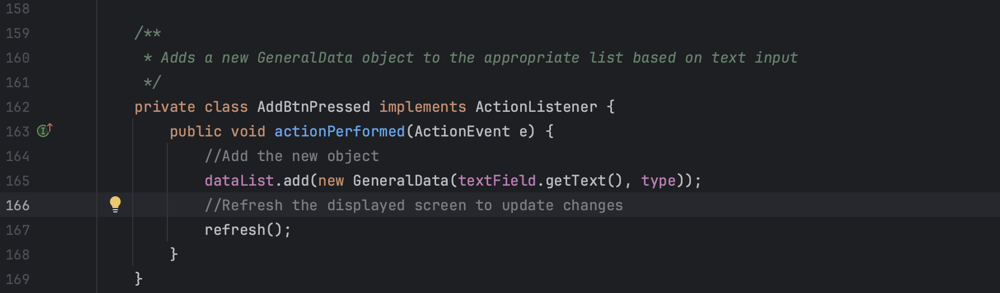 158
159 /**
160 * Adds a new GeneralData object to the appropriate list based on text input
161 */
162 private class AddBtnPressed implements ActionListener {
163 public void actionPerformed(ActionEvent e) {
164 //Add the new object
165 dataList.add(new GeneralData(textField.getText(), type));
166 //Refresh the displayed screen to update changes
167 refresh();
168 }
169 }